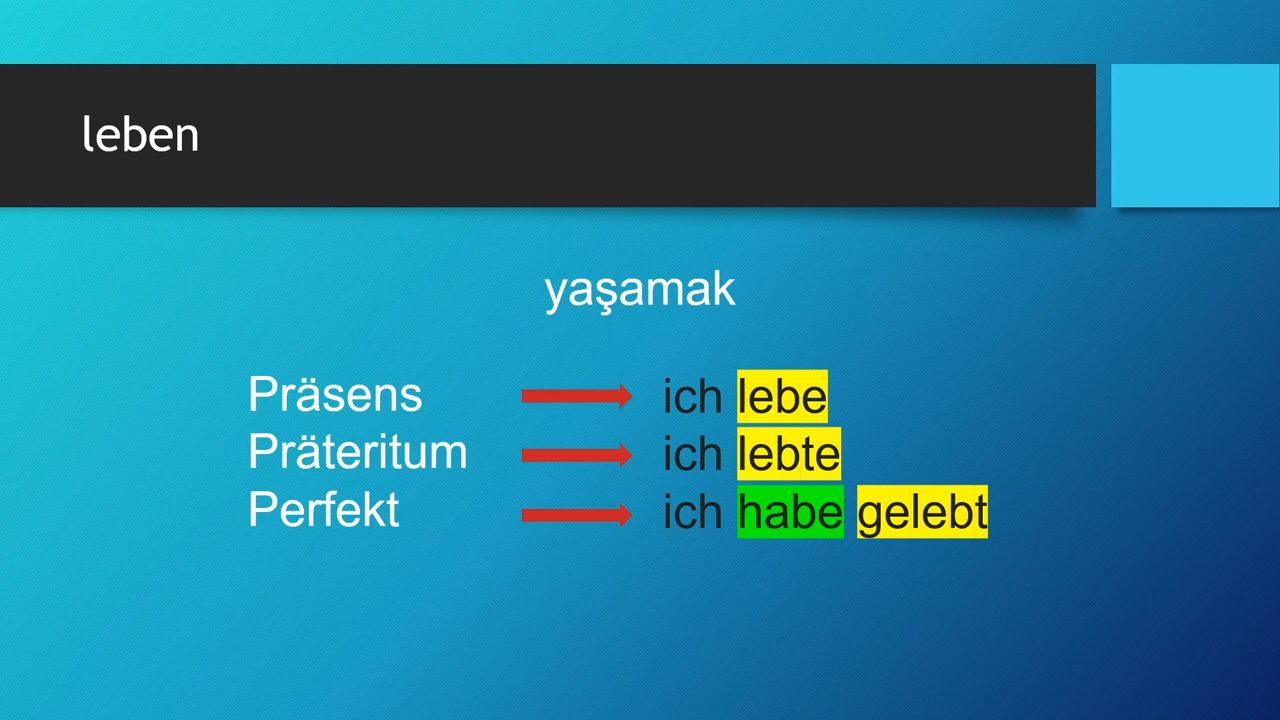 leben
yaşamak
Präsens ich lebe
Präteritum ich lebte
Perfekt ich habe gelebt